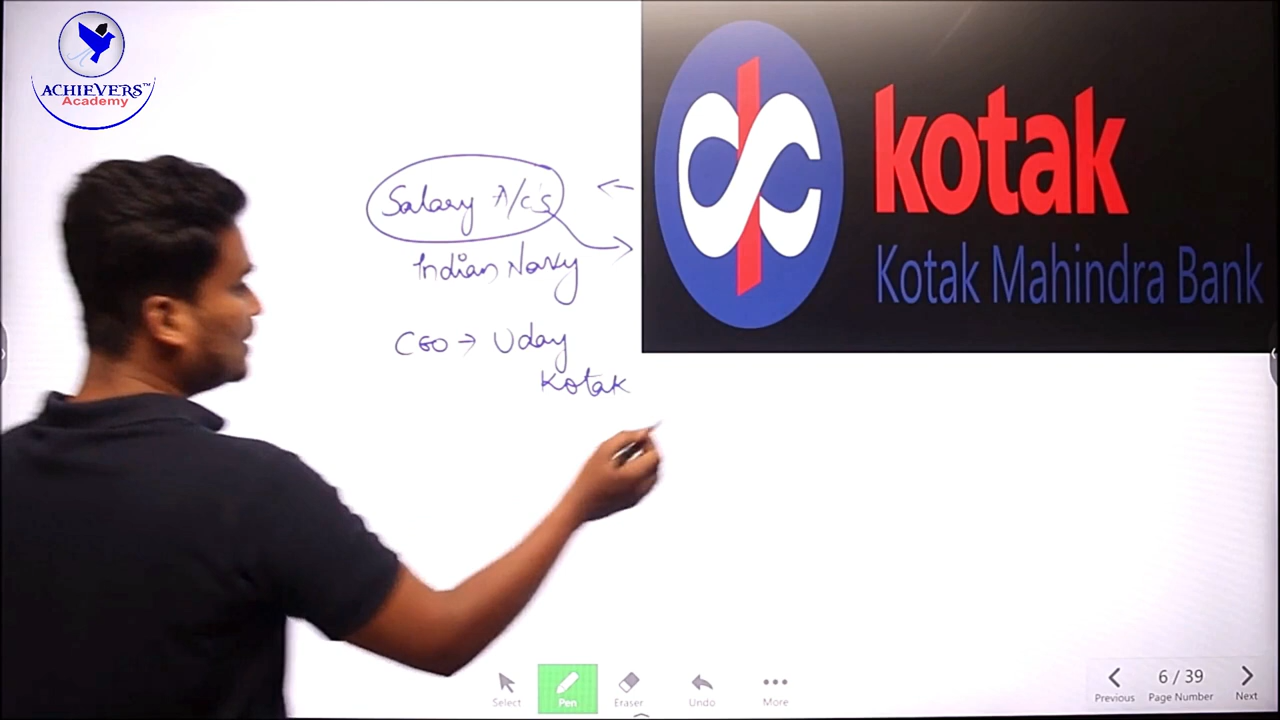 ACHIEVERS™
Academy
kotak
Kotak Mahindra Bank
Salary A/c's
Indian Navy
CEO → Uday
Kotak
Select
Pen
Eraser
Undo
More
Previous
6 / 39
Page Number
Next